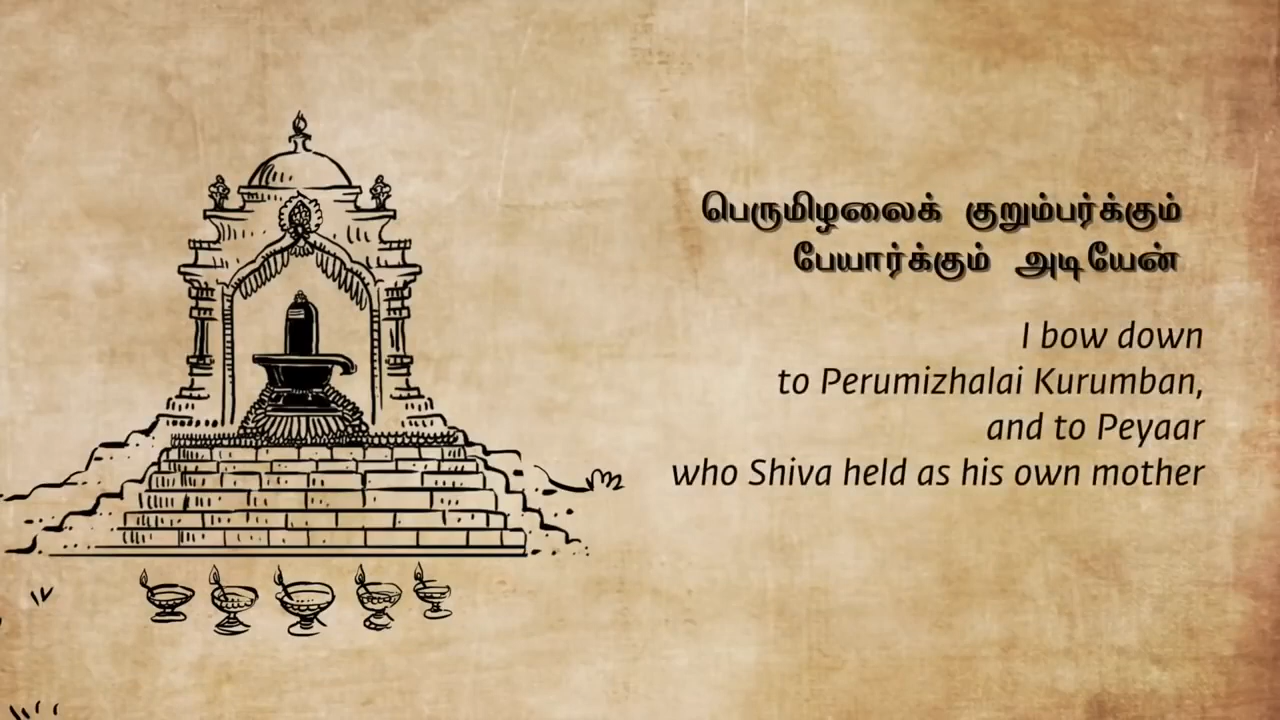 பெருமிழலைக் குறும்பர்க்கும்
பேயார்க்கும் அடியேன்
I bow down
to Perumizhalai Kurumban,
and to Peyaar
who Shiva held as his own mother